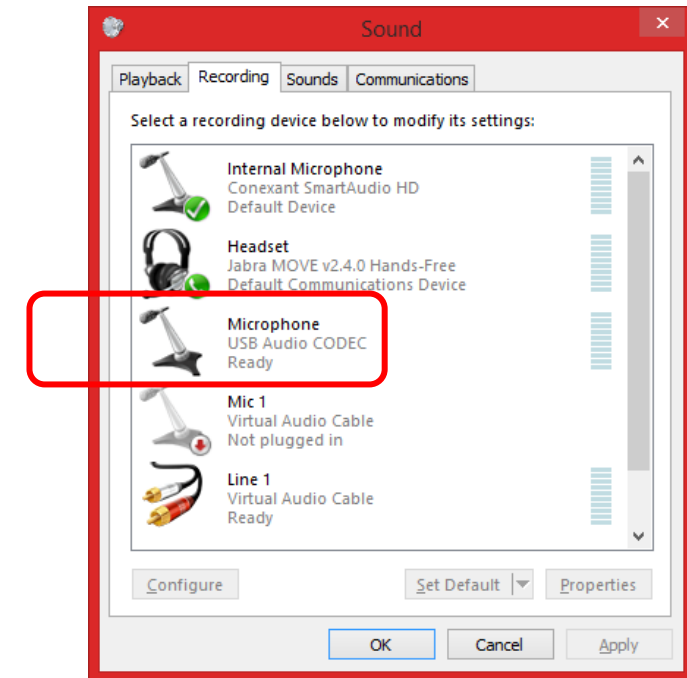 Sound
Playback Recording Sounds Communications
Select a recording device below to modify its settings:
Internal Microphone
Conexant SmartAudio HD
Default Device
Headset
Jabra MOVE v2.4.0 Hands-Free
Default Communications Device
Microphone
USB Audio CODEC
Ready
Mic 1
Virtual Audio Cable
Not plugged in
Line 1
Virtual Audio Cable
Ready
Configure Set Default Properties
OK Cancel Apply